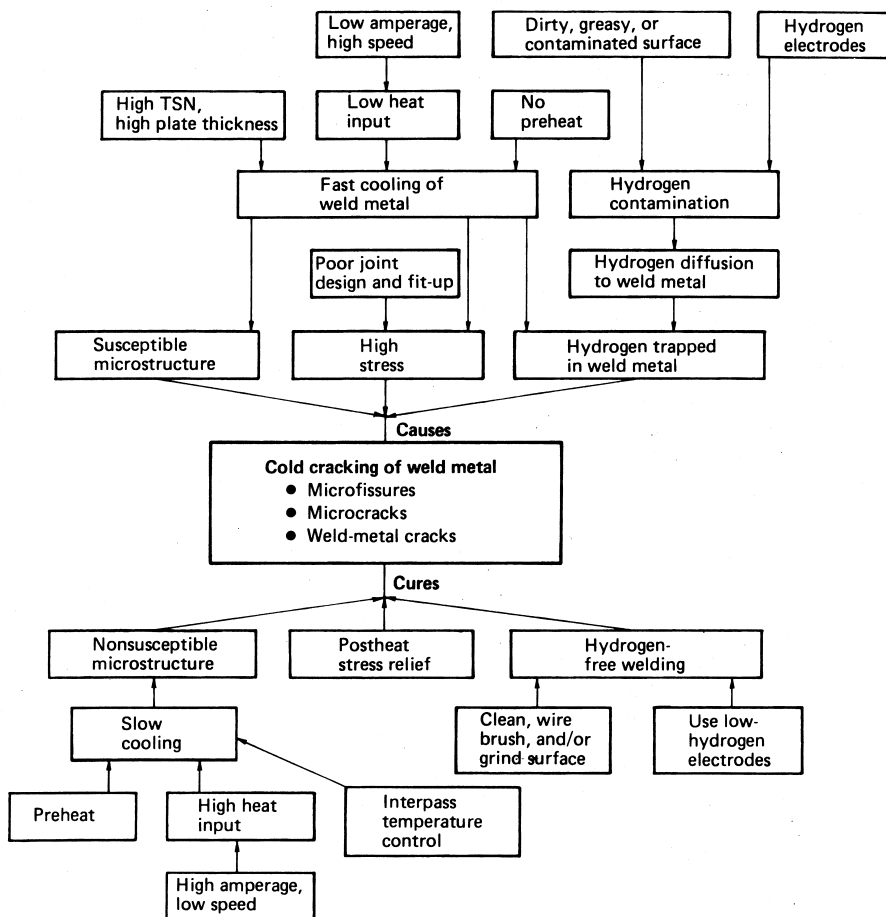 Low amperage,
high speed
Dirty, greasy, or
contaminated surface
Hydrogen
electrodes
High TSN,
high plate thickness
Low heat
input
No
preheat
Fast cooling of
weld metal
Hydrogen
contamination
Poor joint
design and fit-up
Hydrogen diffusion
to weld metal
Susceptible
microstructure
High
stress
Hydrogen trapped
in weld metal
Causes
Cold cracking of weld metal
● Microfissures
● Microcracks
● Weld-metal cracks
Cures
Nonsusceptible
microstructure
Postheat
stress relief
Hydrogen-
free welding
Slow
cooling
Clean, wire
brush, and/or
grind surface
Use low-
hydrogen
electrodes
Preheat
High heat
input
Interpass
temperature
control
High amperage,
low speed